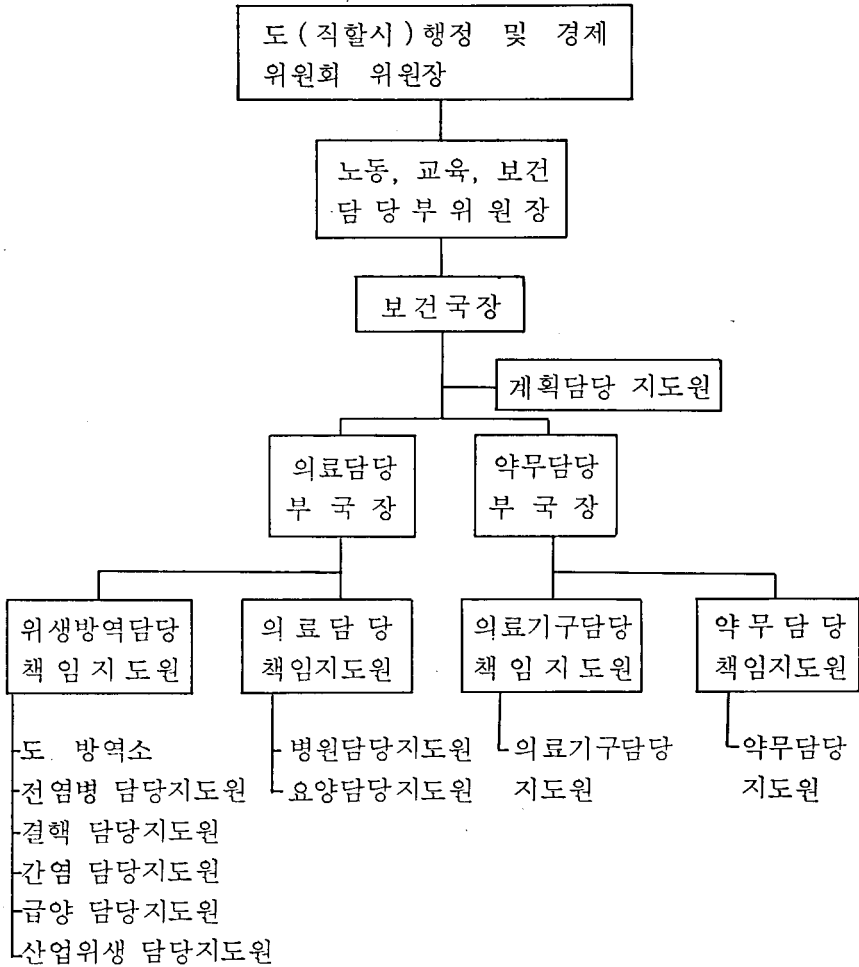 도 (직할시) 행정 및 경제
위원회 위원장
노동, 교육, 보건
담당부위원장
보건국장
계획담당 지도원
의료담당
부국장
약무담당
부국장
위생방역담당
책임지도원
의료담당
책임지도원
의료기구담당
책임지도원
약무담당
책임지도원
도 방역소
전염병 담당지도원
결핵 담당지도원
간염 담당지도원
급양 담당지도원
산업위생 담당지도원
병원담당지도원
요양담당지도원
의료기구담당
지도원
약무담당
지도원